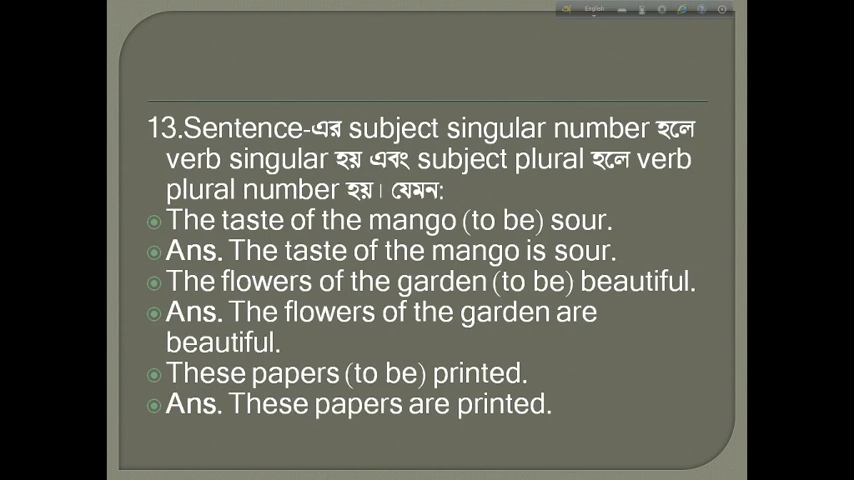 English
13.Sentence-এর subject singular number হলে
verb singular হয় এবং subject plural হলে verb
plural number হয়। যেমন:
The taste of the mango (to be) sour.
Ans. The taste of the mango is sour.
The flowers of the garden (to be) beautiful.
Ans. The flowers of the garden are
beautiful.
These papers (to be) printed.
Ans. These papers are printed.